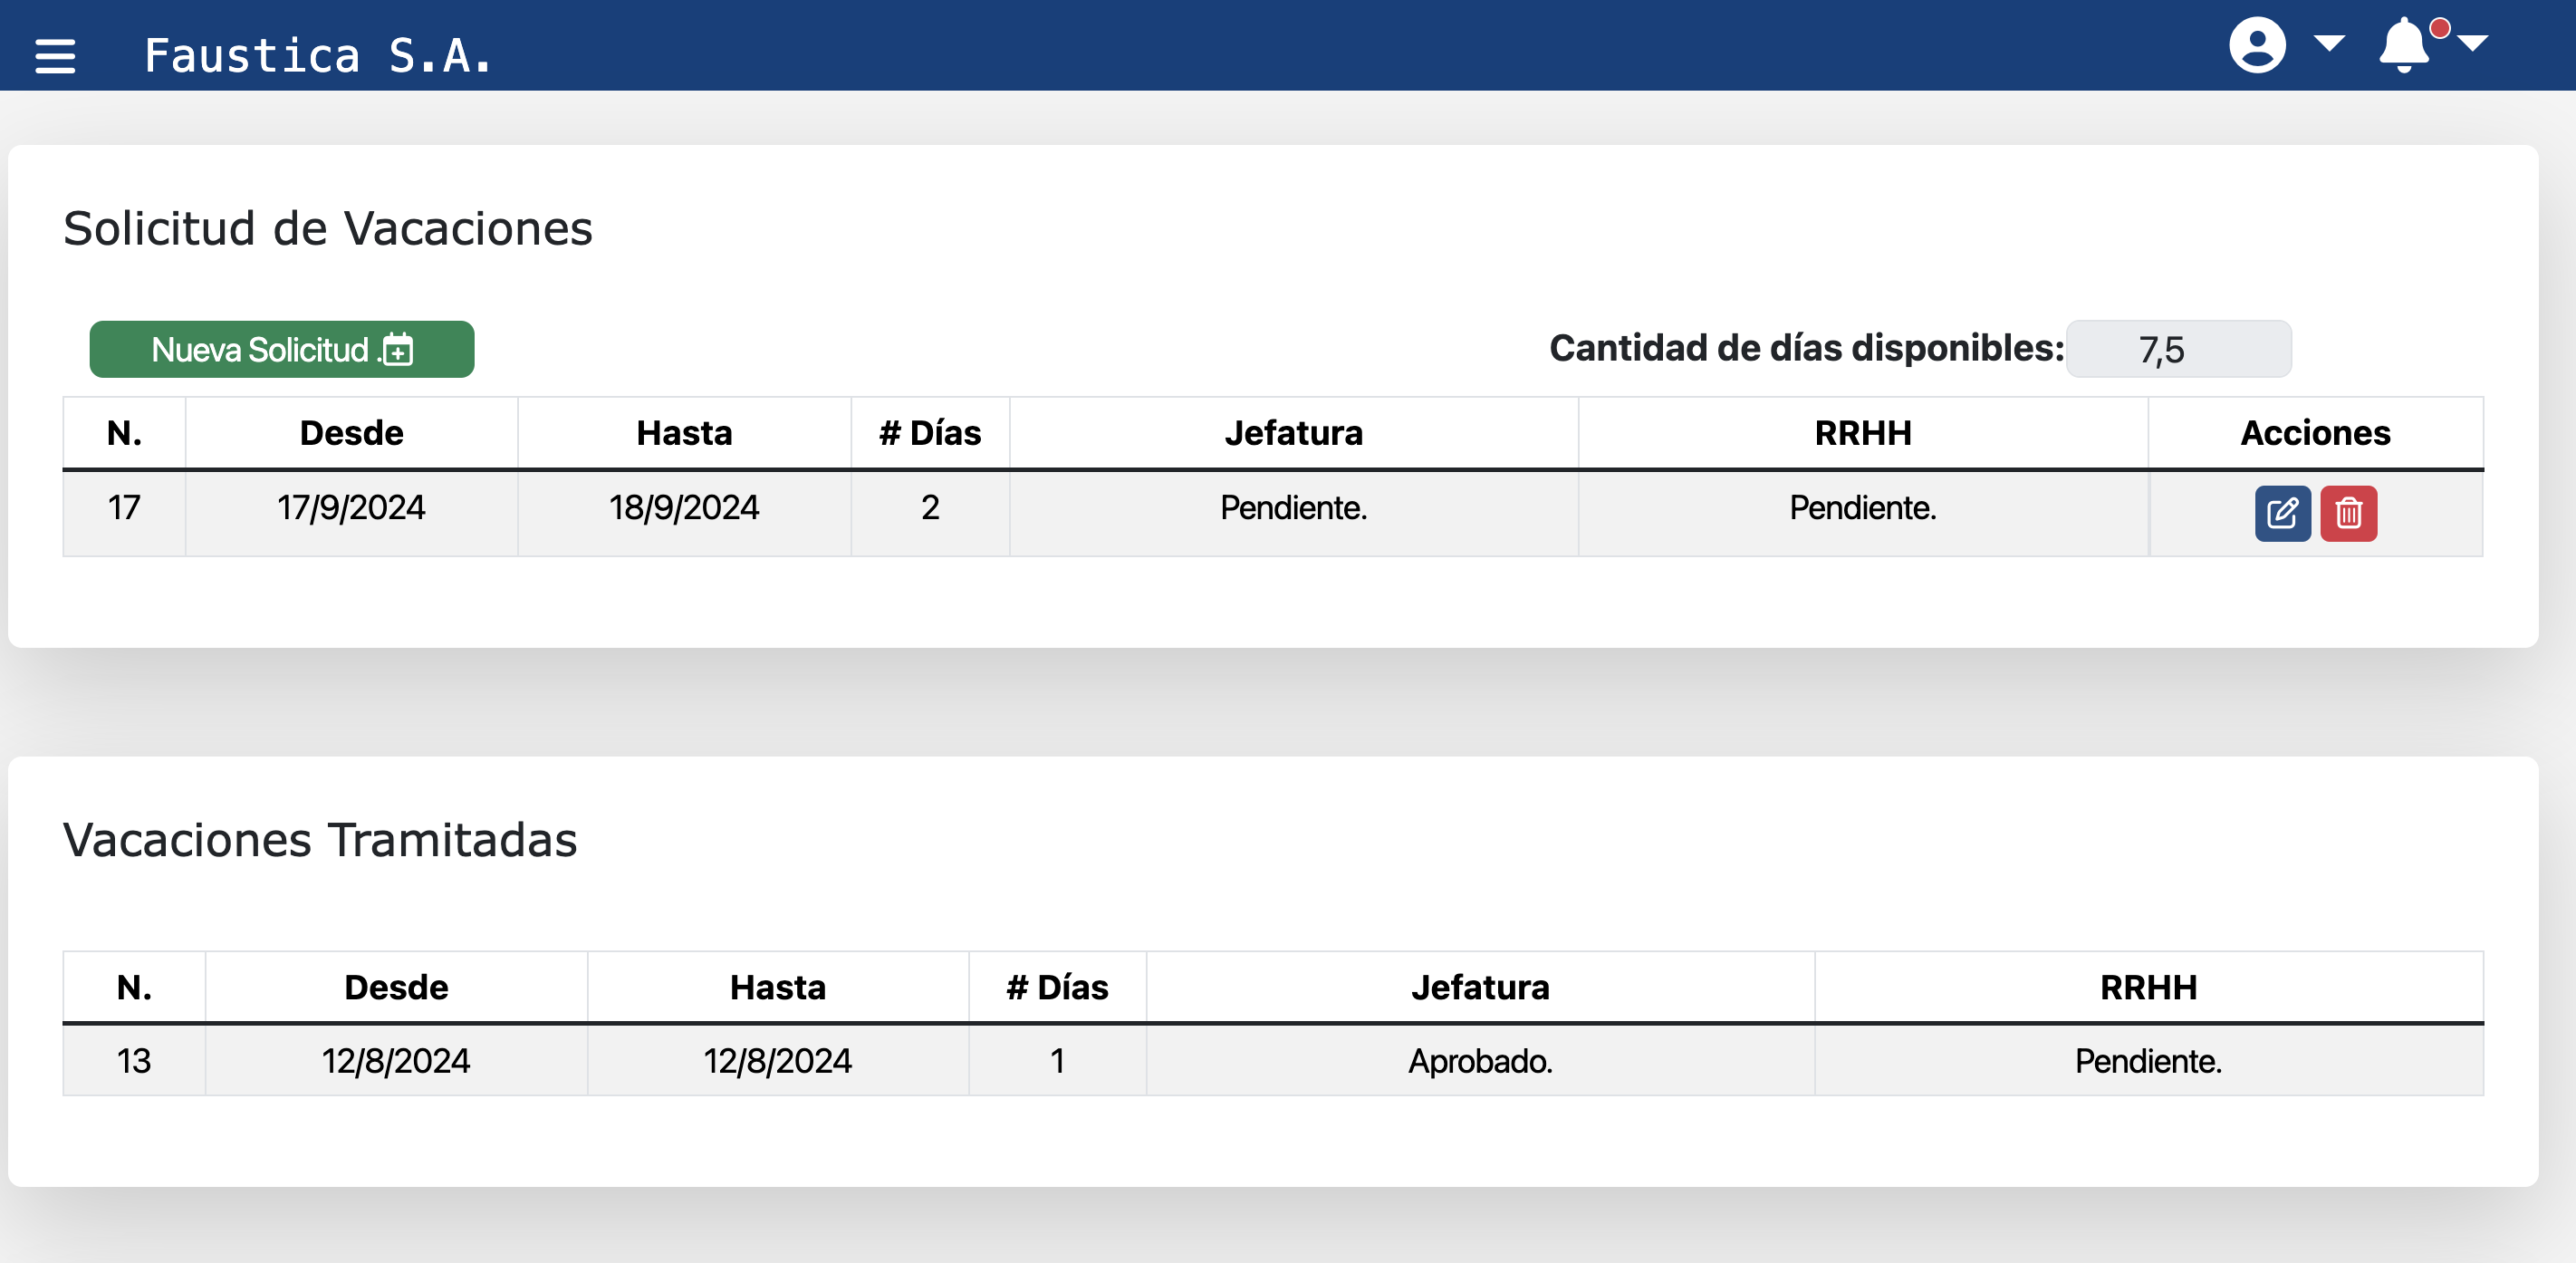 Faustica S.A.
Solicitud de Vacaciones
Nueva Solicitud .
Cantidad de días disponibles: 7,5
N. Desde Hasta # Días Jefatura RRHH Acciones
17 17/9/2024 18/9/2024 2 Pendiente. Pendiente.
Vacaciones Tramitadas
N. Desde Hasta # Días Jefatura RRHH
13 12/8/2024 12/8/2024 1 Aprobado. Pendiente.